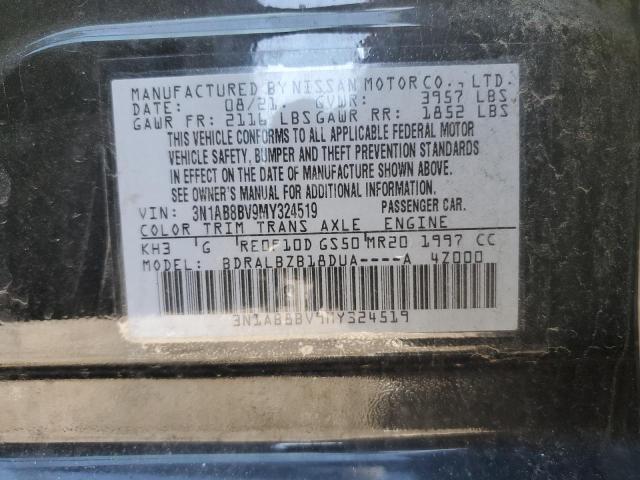 MANUFACTURED BY NISSAN MOTOR CO., LTD.
DATE: 08/21 GVWR: 3957 LBS
GAWR FR: 2116 LBS GAWR RR: 1852 LBS
THIS VEHICLE CONFORMS TO ALL APPLICABLE FEDERAL MOTOR
VEHICLE SAFETY, BUMPER AND THEFT PREVENTION STANDARDS
IN EFFECT ON THE DATE OF MANUFACTURE SHOWN ABOVE.
SEE OWNER'S MANUAL FOR ADDITIONAL INFORMATION.
VIN: 3N1AB8BV9MY324519 PASSENGER CAR.
COLOR TRIM TRANS AXLE ENGINE
KH3 G RE0F10D GS50 MR20 1997 CC
MODEL: BDRALBZB18DUA----A 4Z000
3N1AB8BV9MY324519